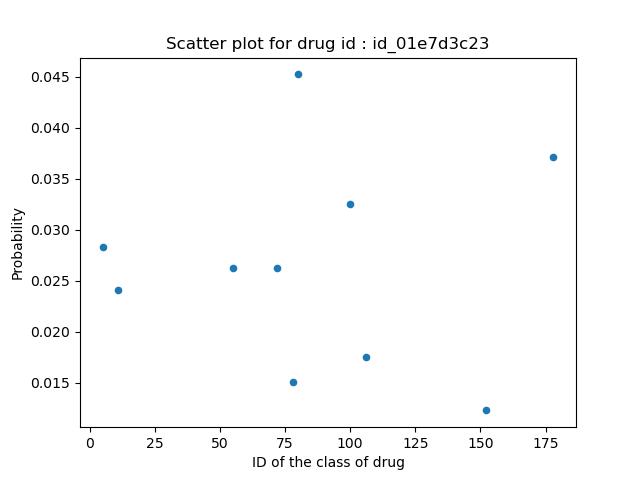 Scatter plot for drug id : id_01e7d3c23
0.045
0.040
0.035
0.030
0.025
0.020
0.015
Probability
0 25 50 75 100 125 150 175
ID of the class of drug